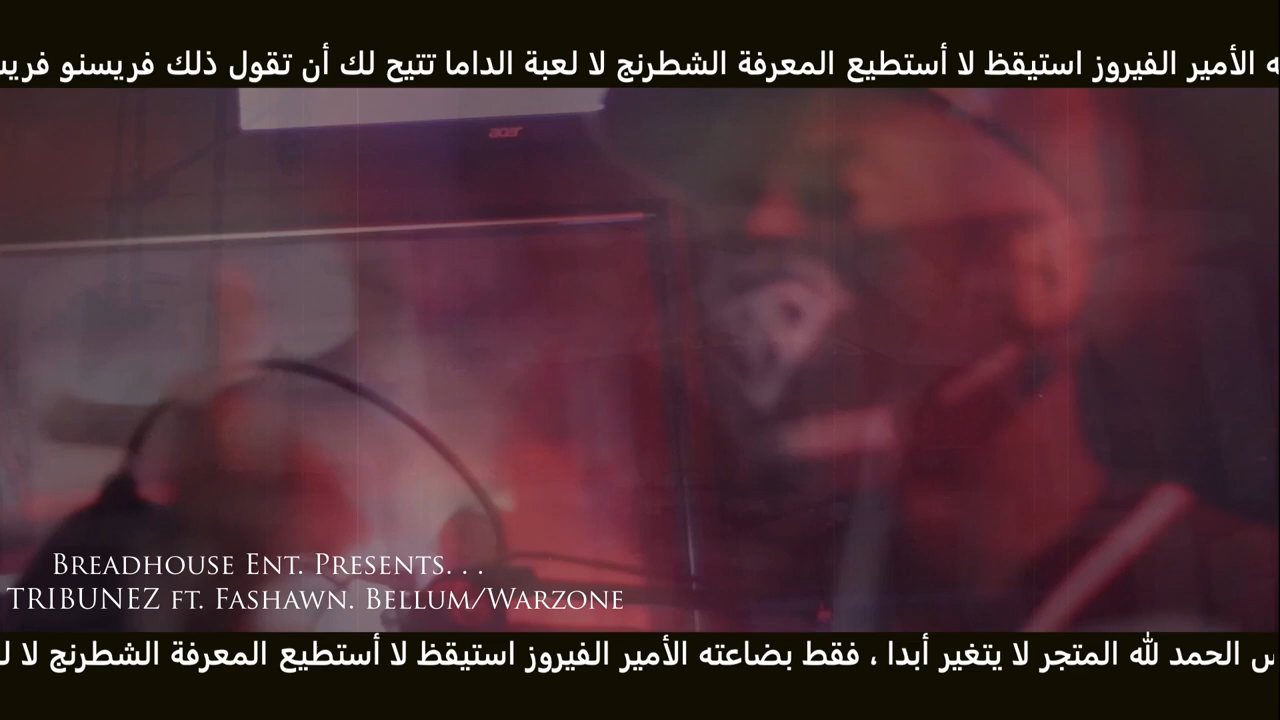 الأمير الفيروز استيقظ لا أستطيع المعرفة الشطرنج لا لعبة الداما تتيح لك أن تقول ذلك فريسنو
acer
BREADHOUSE ENT. PRESENTS. . .
TRIBUNEZ FT. FASHAWN. BELLUM/WARZONE
الحمد لله المتجر لا يتغير أبدا ، فقط بضاعته الأمير الفيروز استيقظ لا أستطيع المعرفة الشطرنج لا